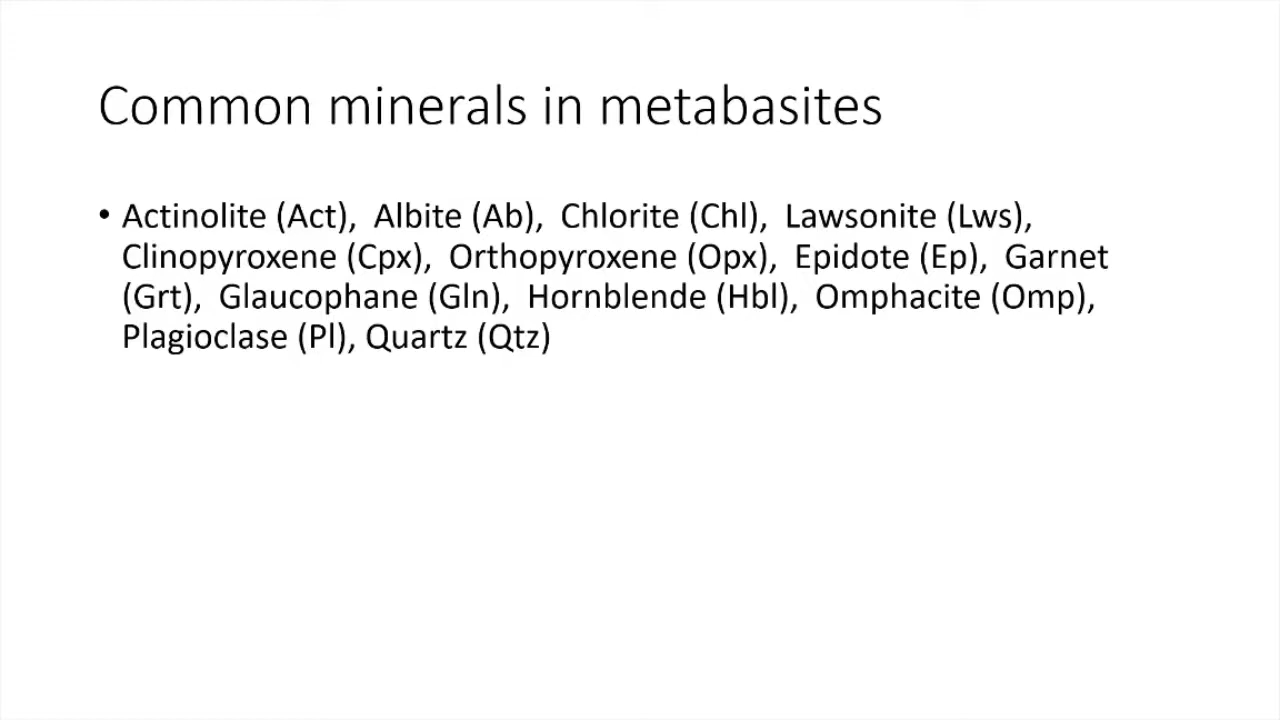 Common minerals in metabasites
• Actinolite (Act),  Albite (Ab),  Chlorite (Chl),  Lawsonite (Lws),
Clinopyroxene (Cpx),  Orthopyroxene (Opx),  Epidote (Ep),  Garnet
(Grt),  Glaucophane (Gln),  Hornblende (Hbl),  Omphacite (Omp),
Plagioclase (Pl), Quartz (Qtz)